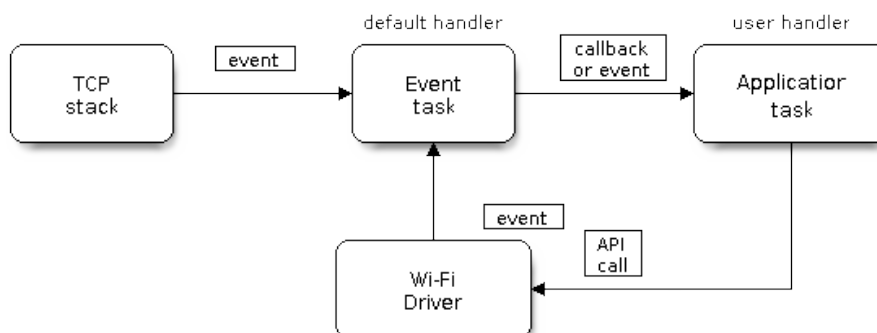 default handler
user handler
event
callback
or event
TCP
stack
Event
task
Application
task
event
API
call
Wi-Fi
Driver